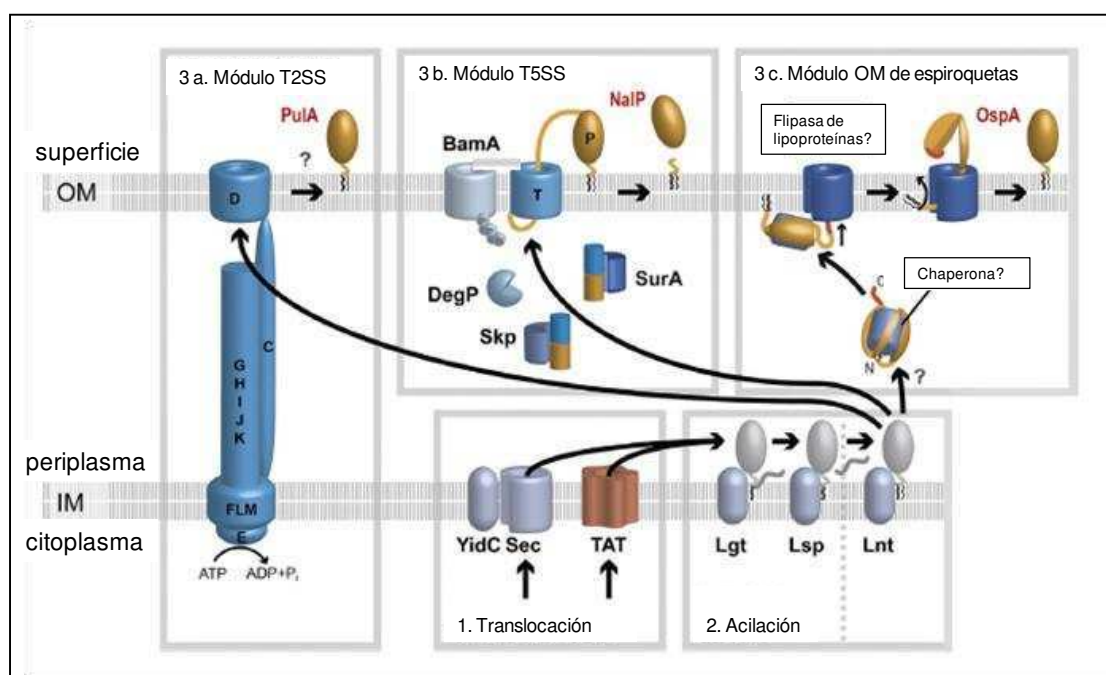 3 a. Módulo T2SS
PulA
?
superficie
OM
D
C
G
H
I
J
K
periplasma
IM
FLM
E
citoplasma
ATP
ADP+Pi
3 b. Módulo T5SS
NalP
BamA
P
T
DegP
SurA
Skp
3 c. Módulo OM de espiroquetas
Flipasa de
lipoproteínas?
OspA
Chaperona?
C
N
?
YidC Sec
TAT
1. Translocación
Lgt
Lsp
Lnt
2. Acilación